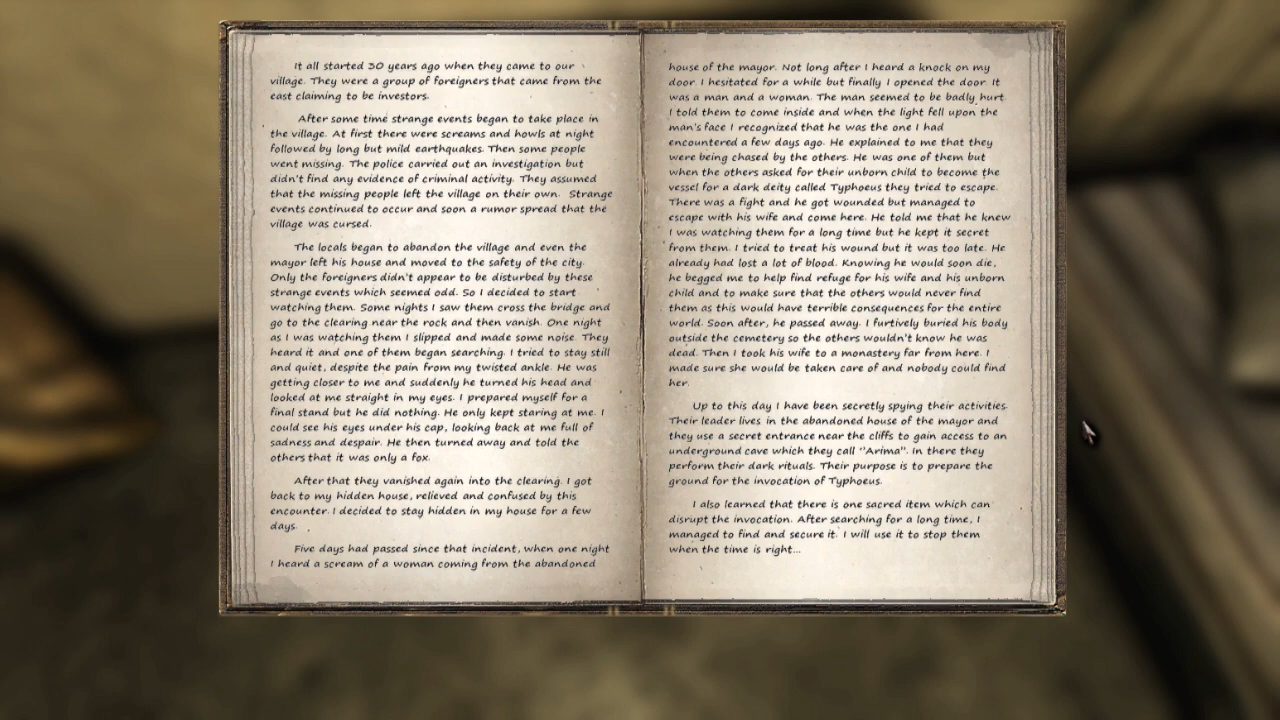 It all started 30 years ago when they came to our
village. They were a group of foreigners that came from the
east claiming to be investors.
After some time strange events began to take place in
the village. At first there were screams and howls at night
followed by long but mild earthquakes. Then some people
went missing. The police carried out an investigation but
didn't find any evidence of criminal activity. They assumed
that the missing people left the village on their own. Strange
events continued to occur and soon a rumor spread that the
village was cursed.
The locals began to abandon the village and even the
mayor left his house and moved to the safety of the city.
Only the foreigners didn't appear to be disturbed by these
strange events which seemed odd. So I decided to start
watching them. Some nights I saw them cross the bridge and
go to the clearing near the rock and then vanish. One night
as I was watching them I slipped and made some noise. They
heard it and one of them began searching. I tried to stay still
and quiet, despite the pain from my twisted ankle. He was
getting closer to me and suddenly he turned his head and
looked at me straight in my eyes. I prepared myself for a
final stand but he did nothing. He only kept staring at me. I
could see his eyes under his cap, looking back at me full of
sadness and despair. He then turned away and told the
others that it was only a fox.
After that they vanished again into the clearing. I got
back to my hidden house, relieved and confused by this
encounter. I decided to stay hidden in my house for a few
days.
Five days had passed since that incident, when one night
I heard a scream of a woman coming from the abandoned
house of the mayor. Not long after I heard a knock on my
door. I hesitated for a while but finally I opened the door. It
was a man and a woman. The man seemed to be badly hurt.
I told them to come inside and when the light fell upon the
man's face I recognized that he was the one I had
encountered a few days ago. He explained to me that they
were being chased by the others. He was one of them but
when the others asked for their unborn child to become the
vessel for a dark deity called Typhoeus they tried to escape.
There was a fight and he got wounded but managed to
escape with his wife and come here. He told me that he knew
I was watching them for a long time but he kept it secret
from them. I tried to treat his wound but it was too late. He
already had lost a lot of blood. Knowing he would soon die,
he begged me to help find refuge for his wife and his unborn
child and to make sure that the others would never find
them as this would have terrible consequences for the entire
world. Soon after, he passed away. I furtively buried his body
outside the cemetery so the others wouldn't know he was
dead. Then I took his wife to a monastery far from here. I
made sure she would be taken care of and nobody could find
her.
Up to this day I have been secretly spying their activities.
Their leader lives in the abandoned house of the mayor and
they use a secret entrance near the cliffs to gain access to an
underground cave which they call "Arima". In there they
perform their dark rituals. Their purpose is to prepare the
ground for the invocation of Typhoeus.
I also learned that there is one sacred item which can
disrupt the invocation. After searching for a long time, I
managed to find and secure it. I will use it to stop them
when the time is right...